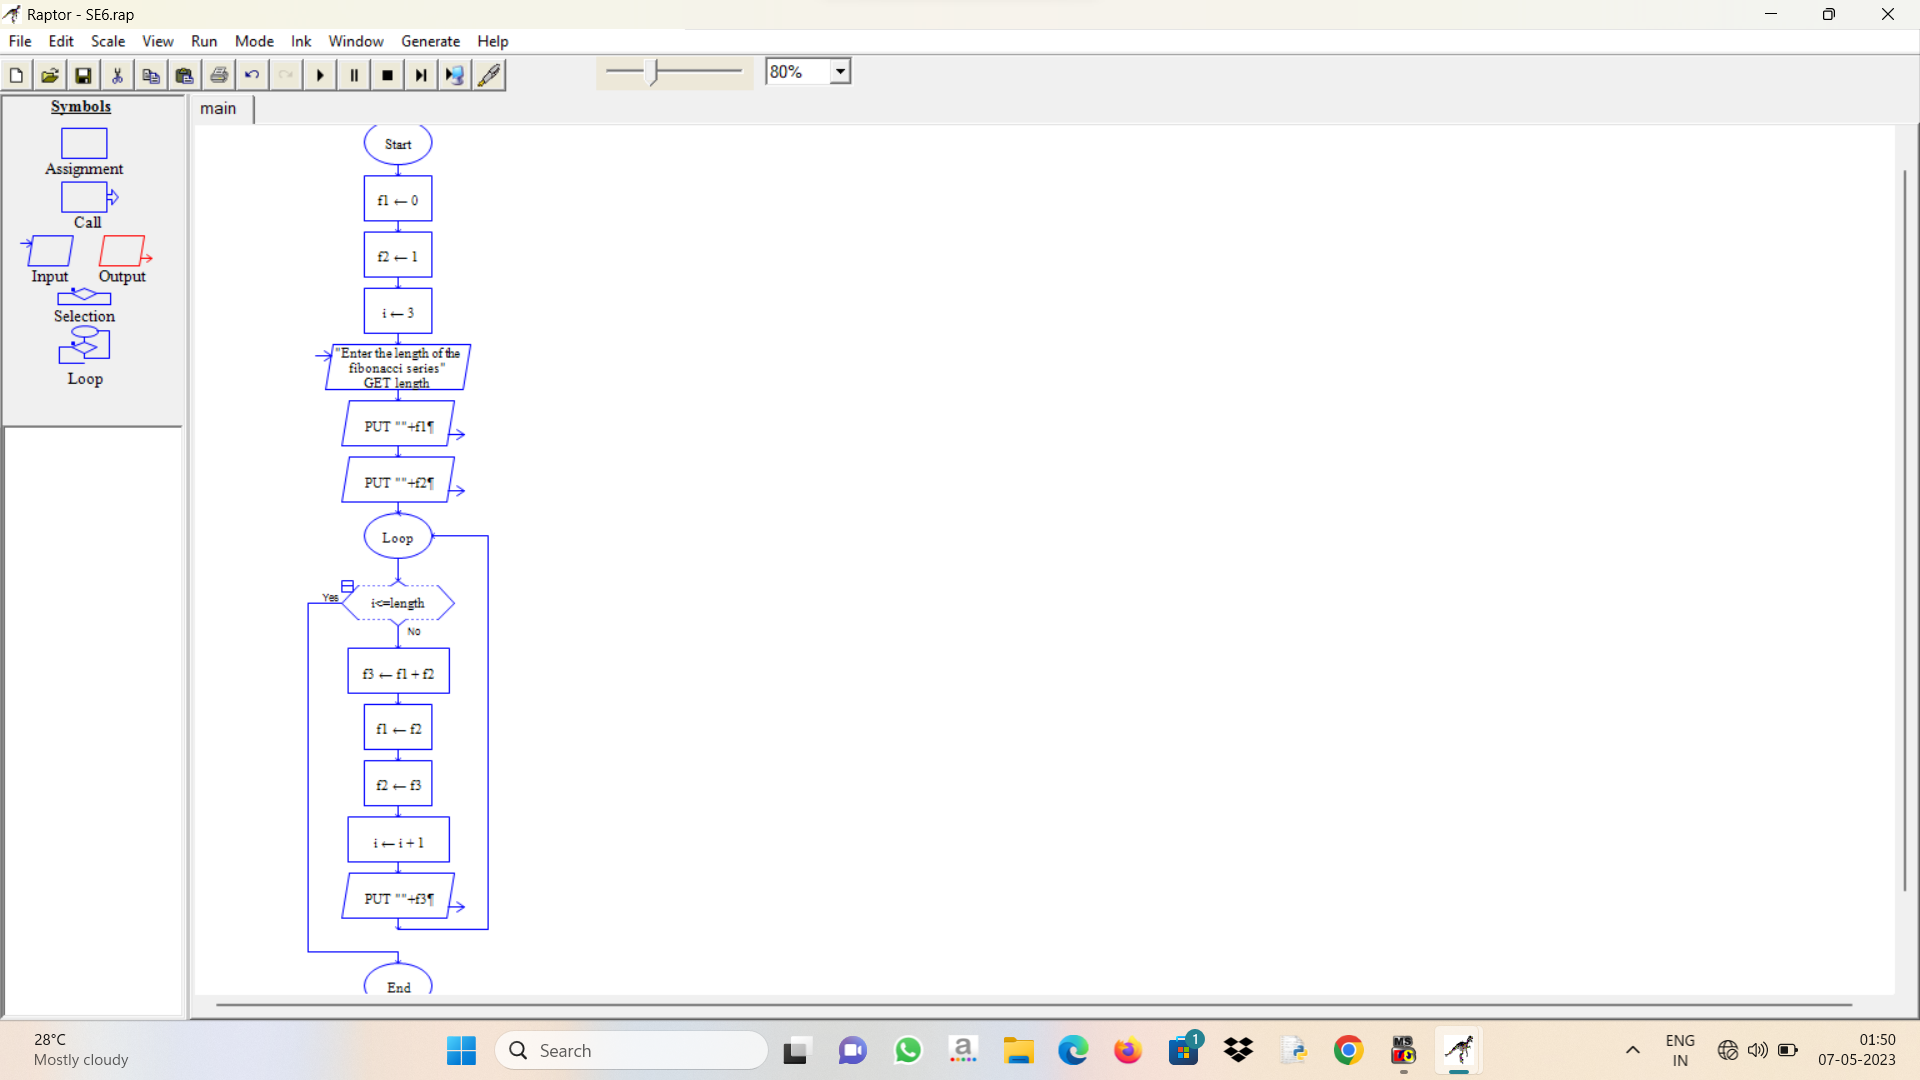 Raptor - SE6.rap
File Edit Scale View Run Mode Ink Window Generate Help
80%
Symbols
Assignment
Call
Input Output
Selection
Loop
main
Start
f1 ← 0
f2 ← 1
i ← 3
"Enter the length of the
fibonacci series"
GET length
PUT ""+f1¶
PUT ""+f2¶
Loop
Yes
i<=length
No
f3 ← f1 + f2
f1 ← f2
f2 ← f3
i ← i + 1
PUT ""+f3¶
End
28°C
Mostly cloudy
Search
a
1
MS
ENG
IN
01:50
07-05-2023